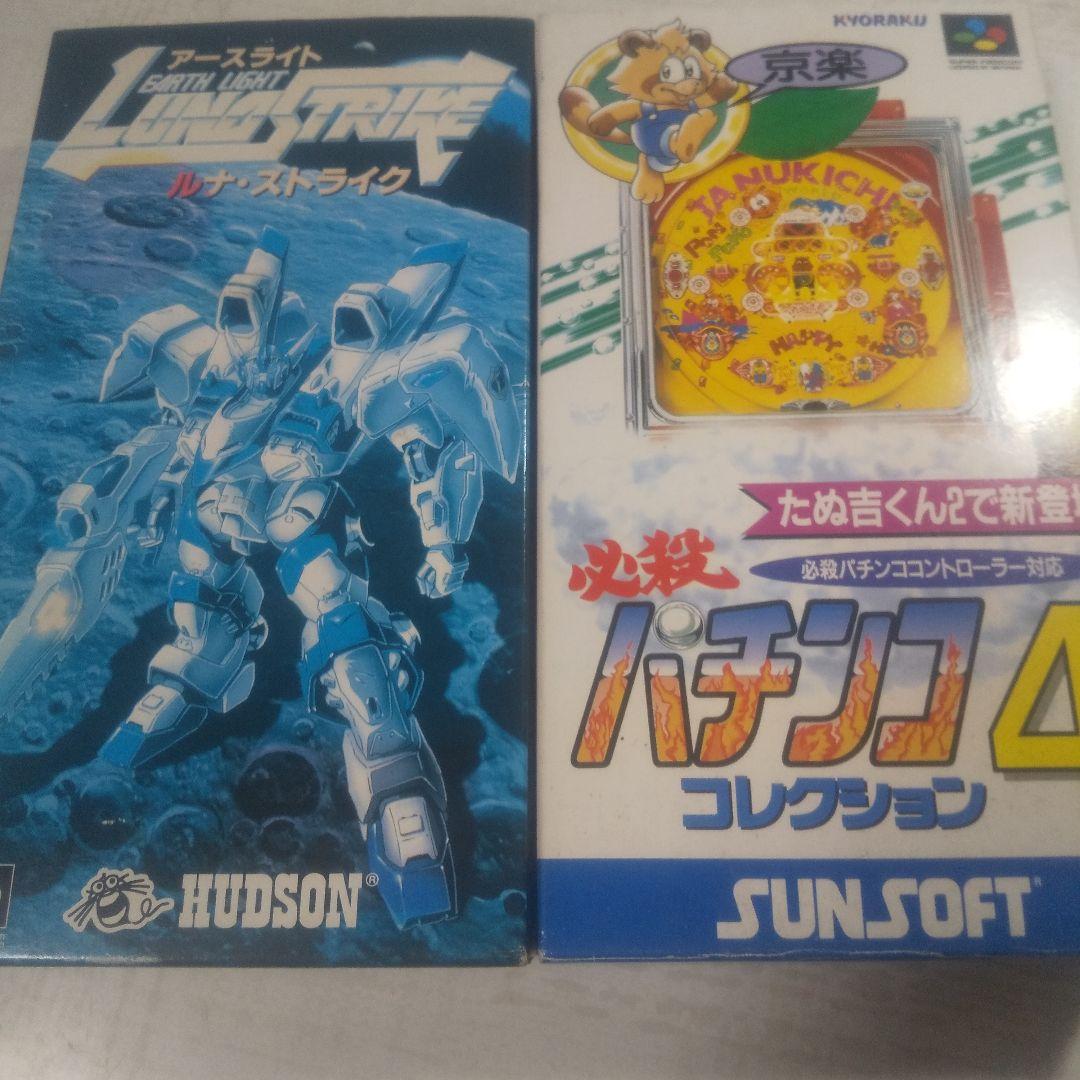 アースライト
EARTH LIGHT
LUNA STRIKE
ルナ・ストライク
HUDSON®
KYORAKU
京楽
TANUKICHI
HAPPY
たぬ吉くん2で新登場
必殺パチンココントローラー対応
必殺
パチンコ
コレクション
SUNSOFT®